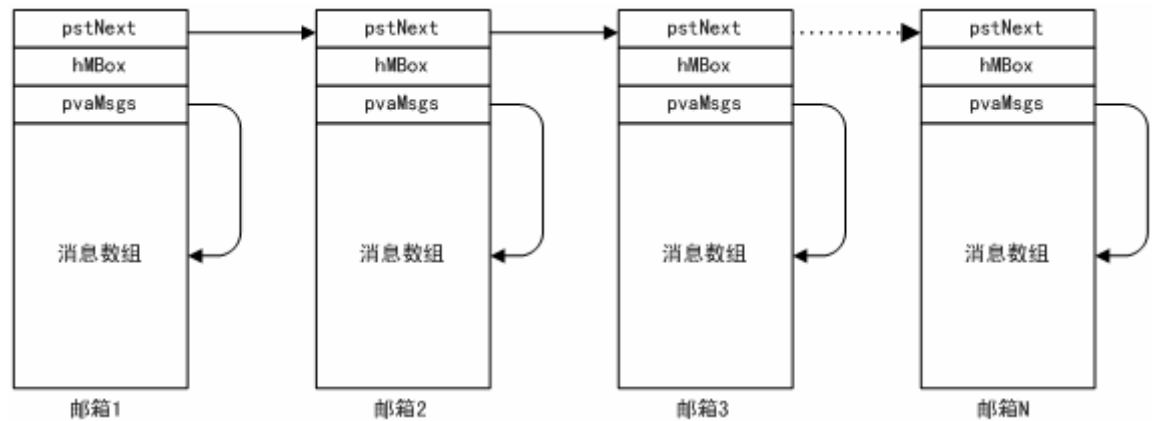 pstNext pstNext pstNext pstNext
hMBox hMBox hMBox hMBox
pvaMsgs pvaMsgs pvaMsgs pvaMsgs
消息数组 消息数组 消息数组 消息数组
邮箱1 邮箱2 邮箱3 邮箱N